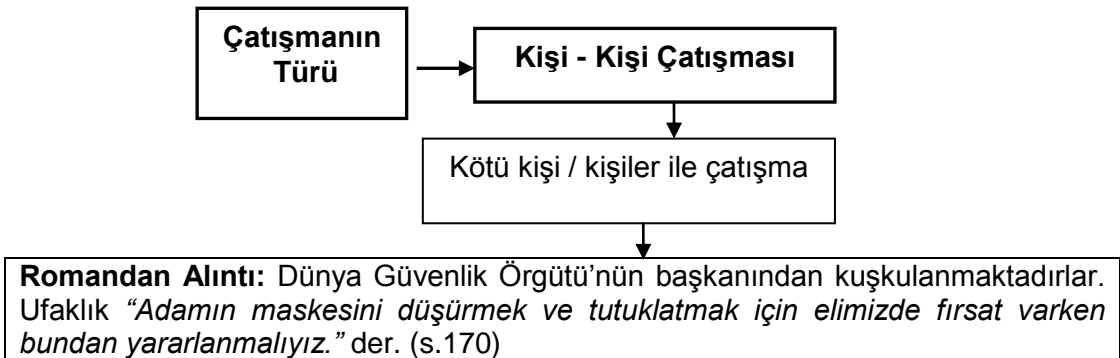 Çatışmanın
Türü
Kişi - Kişi Çatışması
Kötü kişi / kişiler ile çatışma
Romandan Alıntı: Dünya Güvenlik Örgütü’nün başkanından kuşkulanmaktadırlar.
Ufaklık “Adamın maskesini düşürmek ve tutuklatmak için elimizde fırsat varken
bundan yararlanmalıyız.” der. (s.170)